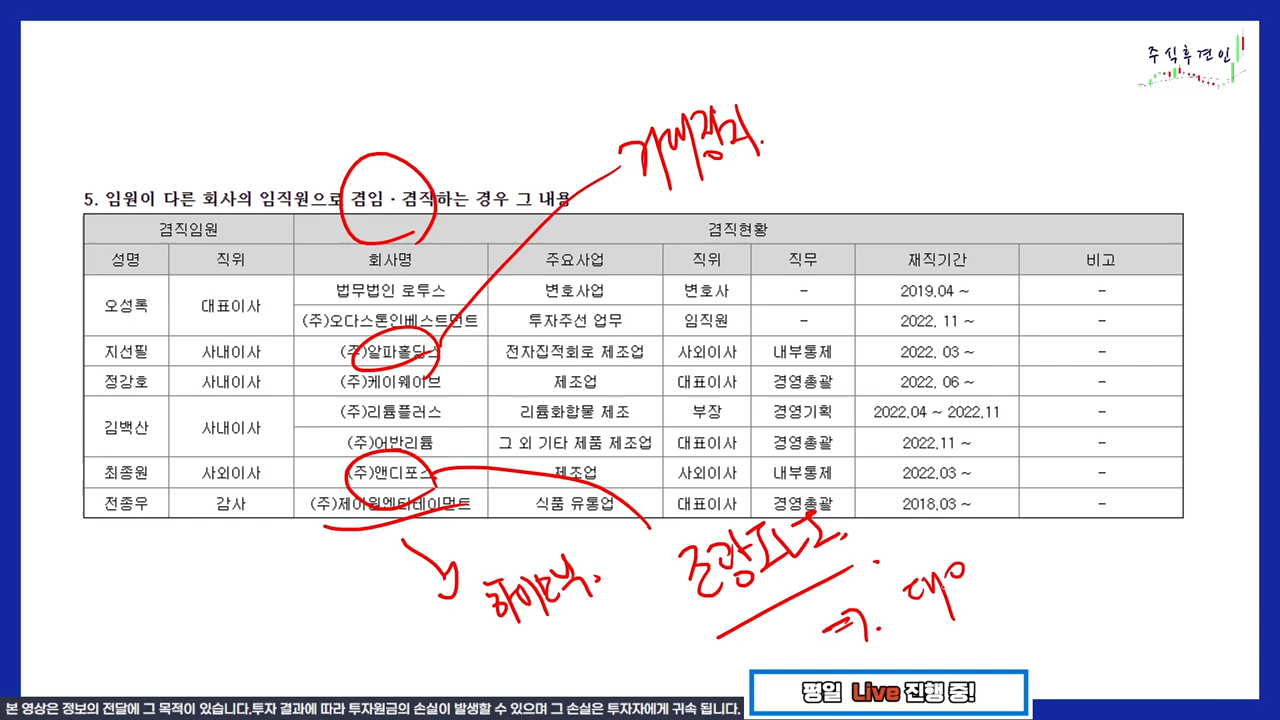 주식후견인
거래정지.
5. 임원이 다른 회사의 임직원으로 겸임·겸직하는 경우 그 내용
겸직임원 겸직현황
성명 직위 회사명 주요사업 직위 직무 재직기간 비고
오성록 대표이사 법무법인 로투스 변호사업 변호사 - 2019.04 ~ -
(주)오다스톤인베스트먼트 투자주선 업무 임직원 - 2022. 11 ~ -
지선필 사내이사 (주)알파홀딩스 전자집적회로 제조업 사외이사 내부통제 2022. 03 ~ -
정강호 사내이사 (주)케이웨이브 제조업 대표이사 경영총괄 2022. 06 ~ -
김백산 사내이사 (주)리튬플러스 리튬화합물 제조 부장 경영기획 2022.04 ~ 2022.11 -
(주)어반리튬 그 외 기타 제품 제조업 대표이사 경영총괄 2022.11 ~ -
최종원 사외이사 (주)앤디포스 제조업 사외이사 내부통제 2022.03 ~ -
전종우 감사 (주)제이원엔터테이먼트 식품 유통업 대표이사 경영총괄 2018.03 ~ -
평일 Live 진행 중!
본 영상은 정보의 전달에 그 목적이 있습니다.투자 결과에 따라 투자원금의 손실이 발생할 수 있으며 그 손실은 투자자에게 귀속 됩니다.